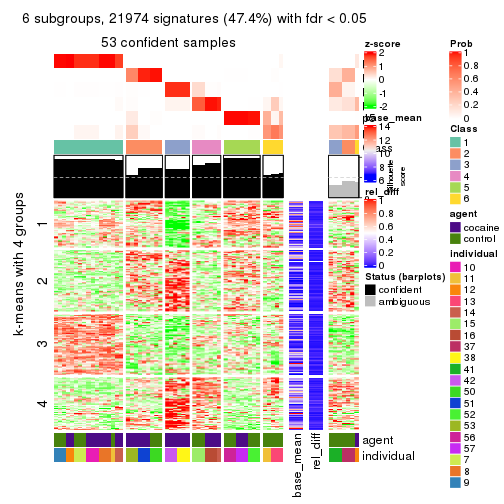 6 subgroups, 21974 signatures (47.4%) with fdr < 0.05
53 confident samples
k-means with 4 groups
1
2
3
4
base_mean
rel_diff
agent
individual
Silhouette
score
z-score
2
1
0
-1
-2
base_mean
14
12
10
8
6
rel_diff
1
0.8
0.6
0.4
0.2
0
Status (barplots)
confident
ambiguous
Prob
1
0.8
0.6
0.4
0.2
0
Class
1
2
3
4
5
6
agent
cocaine
control
Individual
10
11
12
13
14
15
16
37
38
41
42
50
51
52
53
56
57
7
8
9